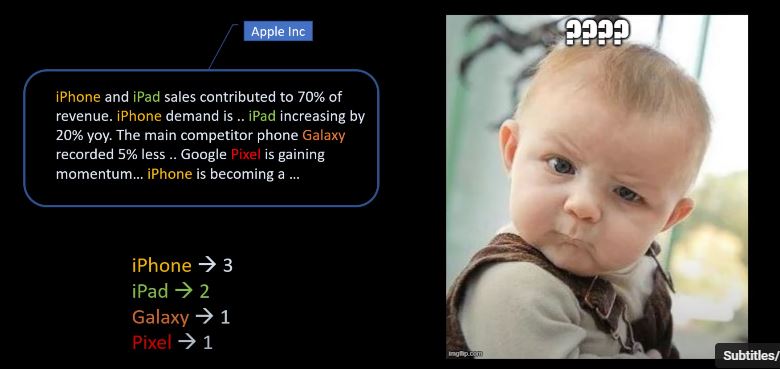 Apple Inc
iPhone and iPad sales contributed to 70% of
revenue. iPhone demand is .. iPad increasing by
20% yoy. The main competitor phone Galaxy
recorded 5% less .. Google Pixel is gaining
momentum... iPhone is becoming a ...
iPhone → 3
iPad → 2
Galaxy → 1
Pixel → 1
????
imgflip.com
Subtitles/